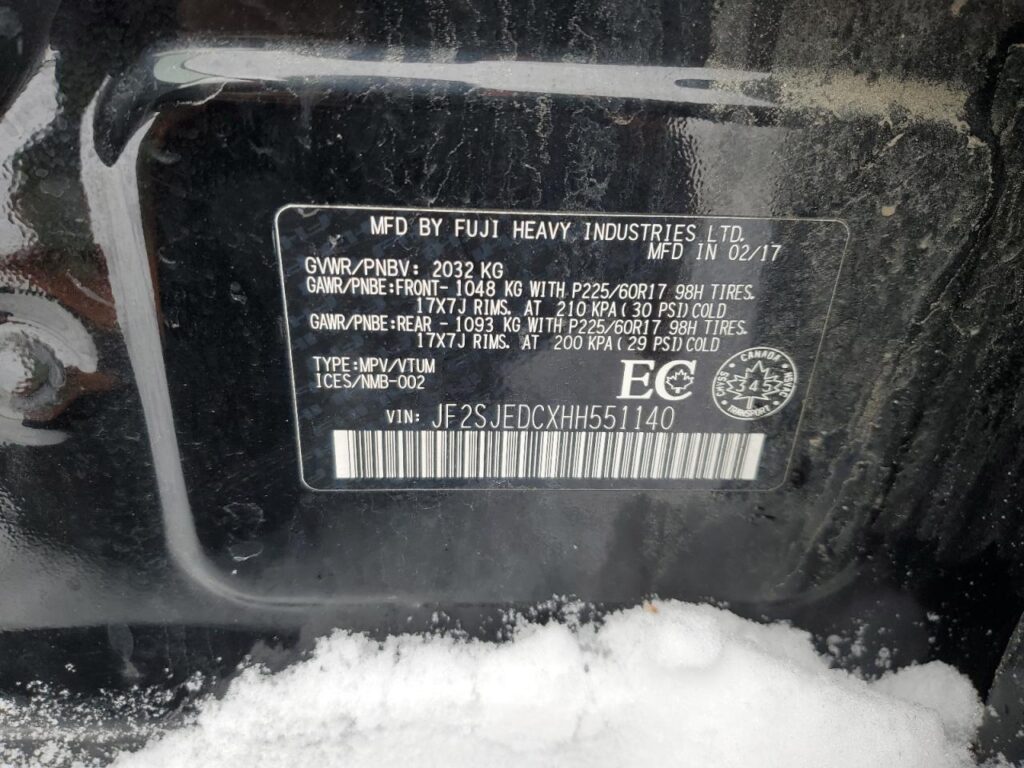 MFD BY FUJI HEAVY INDUSTRIES LTD.
MFD IN 02/17
GVWR/PNBV: 2032 KG
GAWR/PNBE:FRONT- 1048 KG WITH P225/60R17 98H TIRES.
17X7J RIMS. AT 210 KPA(30 PSI)COLD
GAWR/PNBE:REAR - 1093 KG WITH P225/60R17 98H TIRES.
17X7J RIMS. AT 200 KPA(29 PSI)COLD
TYPE:MPV/VTUM
ICES/NMB-002
EC
CANADA
345
TRANSPORT
VIN: JF2SJEDCXHH551140